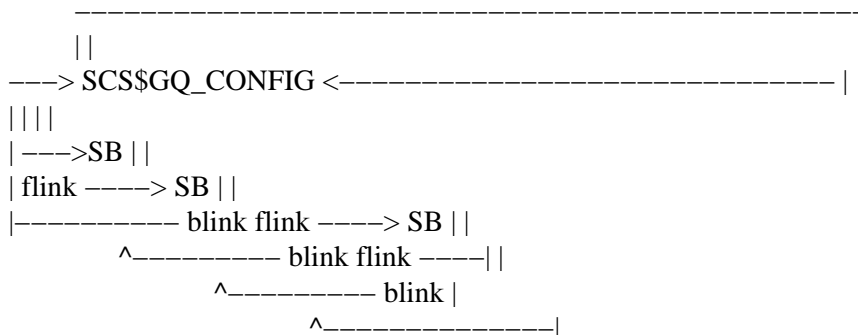 −−−−−−−−−−−−−−−−−−−−−−−−−−−−−−−−−−−−−−−−−−−−−−−−
| |
−−−> SCS$GQ_CONFIG <−−−−−−−−−−−−−−−−−−−−−−−−−−−−−− |
| | | |
| −−−>SB | |
| flink −−−−> SB | |
|−−−−−−−−−− blink flink −−−−> SB | |
^−−−−−−−−− blink flink −−−−| |
^−−−−−−−−− blink |
^−−−−−−−−−−−−−−|